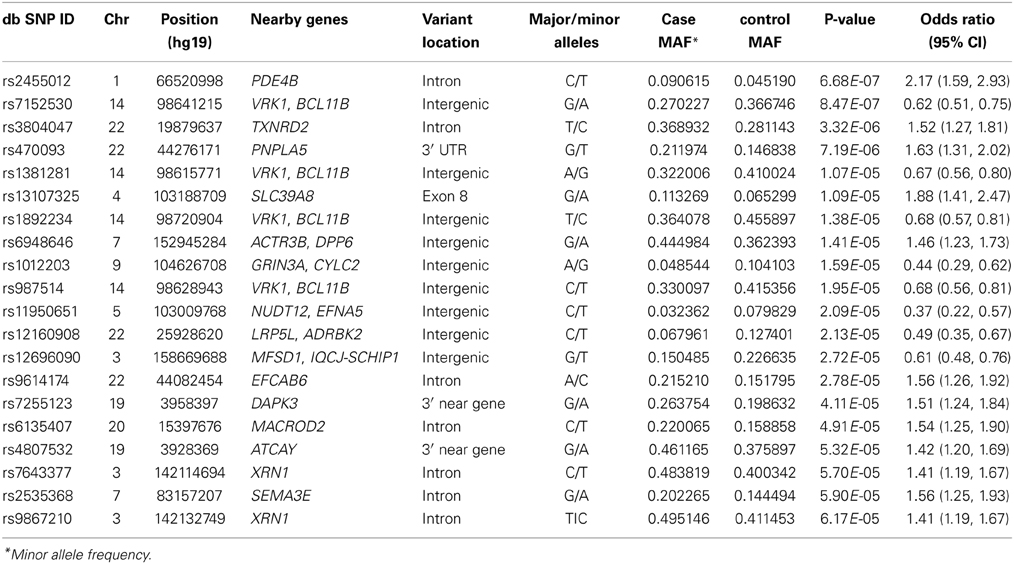 db SNP ID Chr Position (hg19) Nearby genes Variant location Major/minor alleles Case MAF* control MAF P-value Odds ratio (95% CI)
rs2455012 1 66520998 PDE4B Intron C/T 0.090615 0.045190 6.68E-07 2.17 (1.59, 2.93)
rs7152530 14 98641215 VRK1, BCL11B Intergenic G/A 0.270227 0.366746 8.47E-07 0.62 (0.51, 0.75)
rs3804047 22 19879637 TXNRD2 Intron T/C 0.368932 0.281143 3.32E-06 1.52 (1.27, 1.81)
rs470093 22 44276171 PNPLA5 3′ UTR G/T 0.211974 0.146838 7.19E-06 1.63 (1.31, 2.02)
rs1381281 14 98615771 VRK1, BCL11B Intergenic A/G 0.322006 0.410024 1.07E-05 0.67 (0.56, 0.80)
rs13107325 4 103188709 SLC39A8 Exon 8 G/A 0.113269 0.065299 1.09E-05 1.88 (1.41, 2.47)
rs1892234 14 98720904 VRK1, BCL11B Intergenic T/C 0.364078 0.455897 1.38E-05 0.68 (0.57, 0.81)
rs6948646 7 152945284 ACTR3B, DPP6 Intergenic G/A 0.444984 0.362393 1.41E-05 1.46 (1.23, 1.73)
rs1012203 9 104626708 GRIN3A, CYLC2 Intergenic A/G 0.048544 0.104103 1.59E-05 0.44 (0.29, 0.62)
rs987514 14 98628943 VRK1, BCL11B Intergenic C/T 0.330097 0.415356 1.95E-05 0.68 (0.56, 0.81)
rs11950651 5 103009768 NUDT12, EFNA5 Intergenic C/T 0.032362 0.079829 2.09E-05 0.37 (0.22, 0.57)
rs12160908 22 25928620 LRP5L, ADRBK2 Intergenic C/T 0.067961 0.127401 2.13E-05 0.49 (0.35, 0.67)
rs12696090 3 158669688 MFSD1, IQCJ-SCHIP1 Intergenic G/T 0.150485 0.226635 2.72E-05 0.61 (0.48, 0.76)
rs9614174 22 44082454 EFCAB6 Intron A/C 0.215210 0.151795 2.78E-05 1.56 (1.26, 1.92)
rs7255123 19 3958397 DAPK3 3′ near gene G/A 0.263754 0.198632 4.11E-05 1.51 (1.24, 1.84)
rs6135407 20 15397676 MACROD2 Intron C/T 0.220065 0.158858 4.91E-05 1.54 (1.25, 1.90)
rs4807532 19 3928369 ATCAY 3′ near gene G/A 0.461165 0.375897 5.32E-05 1.42 (1.20, 1.69)
rs7643377 3 142114694 XRN1 Intron C/T 0.483819 0.400342 5.70E-05 1.41 (1.19, 1.67)
rs2535368 7 83157207 SEMA3E Intron G/A 0.202265 0.144494 5.90E-05 1.56 (1.25, 1.93)
rs9867210 3 142132749 XRN1 Intron TIC 0.495146 0.411453 6.17E-05 1.41 (1.19, 1.67)
*Minor allele frequency.